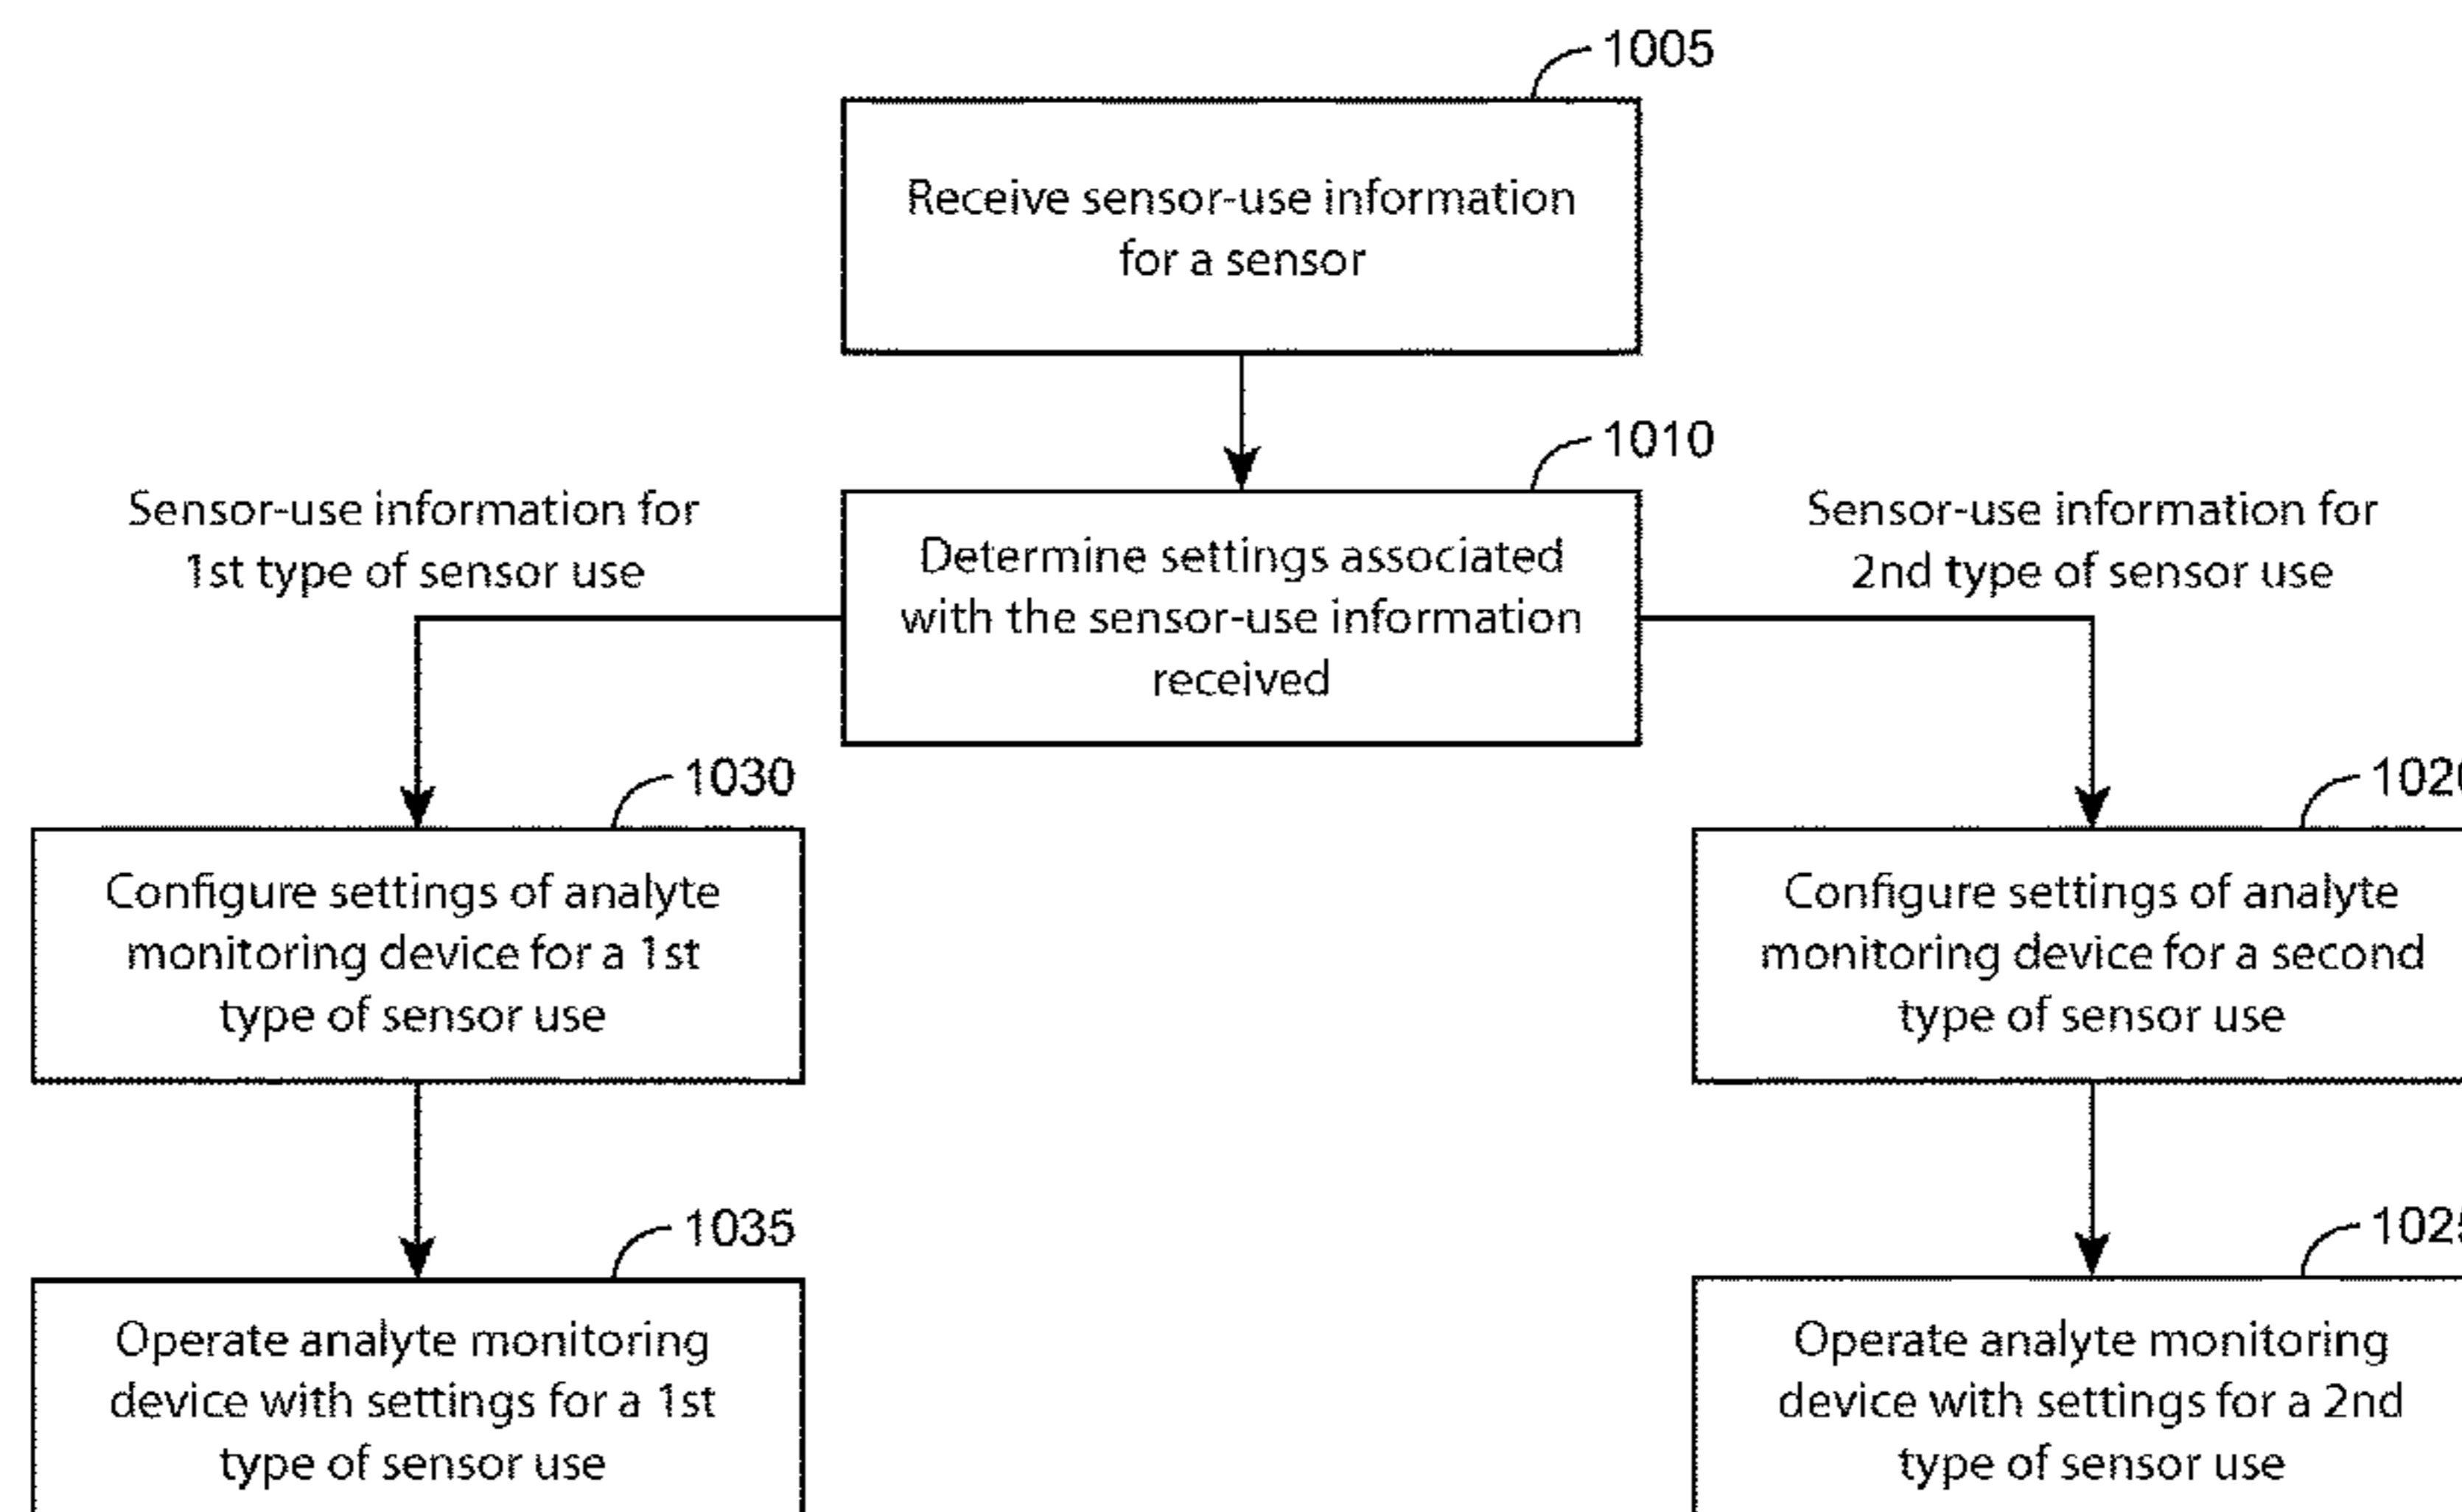 1005
Receive sensor-use information
for a sensor
1010
Sensor-use information for
1st type of sensor use
Determine settings associated
with the sensor-use information
received
Sensor-use information for
2nd type of sensor use
1030
Configure settings of analyte
monitoring device for a 1st
type of sensor use
1020
Configure settings of analyte
monitoring device for a second
type of sensor use
1035
Operate analyte monitoring
device with settings for a 1st
type of sensor use
1025
Operate analyte monitoring
device with settings for a 2nd
type of sensor use